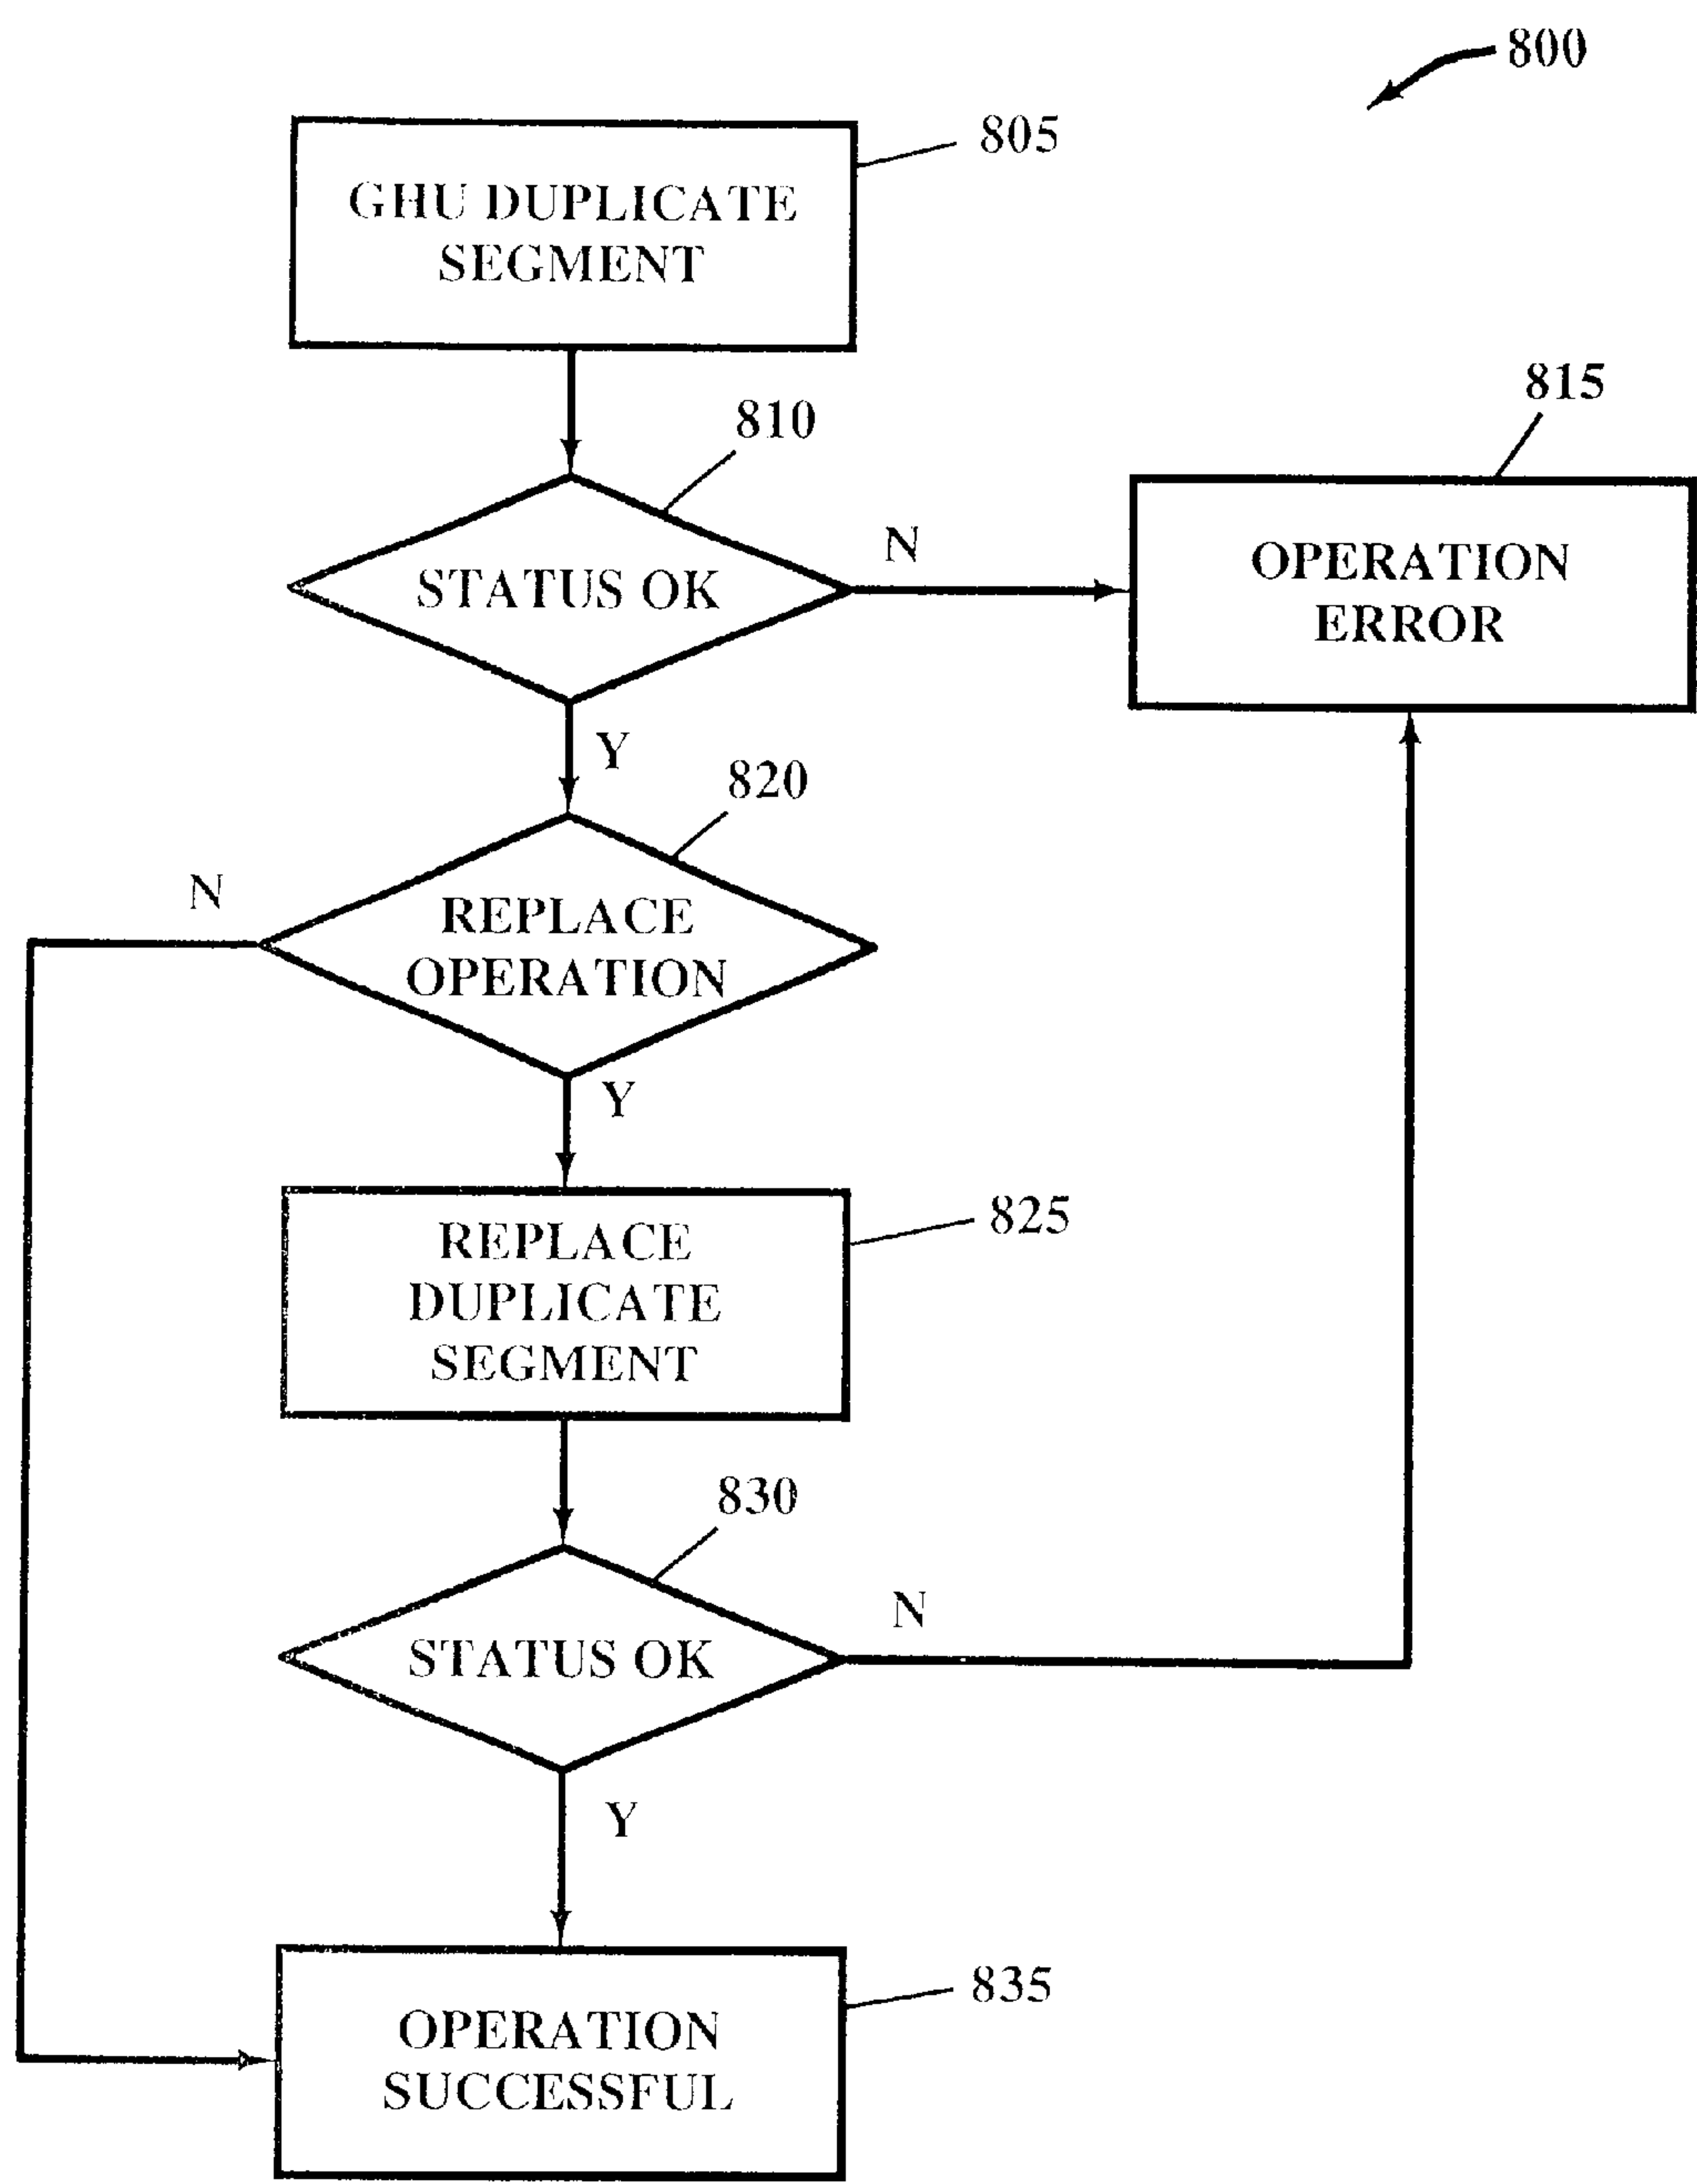 800
805
GHU DUPLICATE
SEGMENT
810
815
STATUS OK
N
OPERATION
ERROR
Y
820
N
REPLACE
OPERATION
Y
825
REPLACE
DUPLICATE
SEGMENT
830
N
STATUS OK
Y
835
OPERATION
SUCCESSFUL